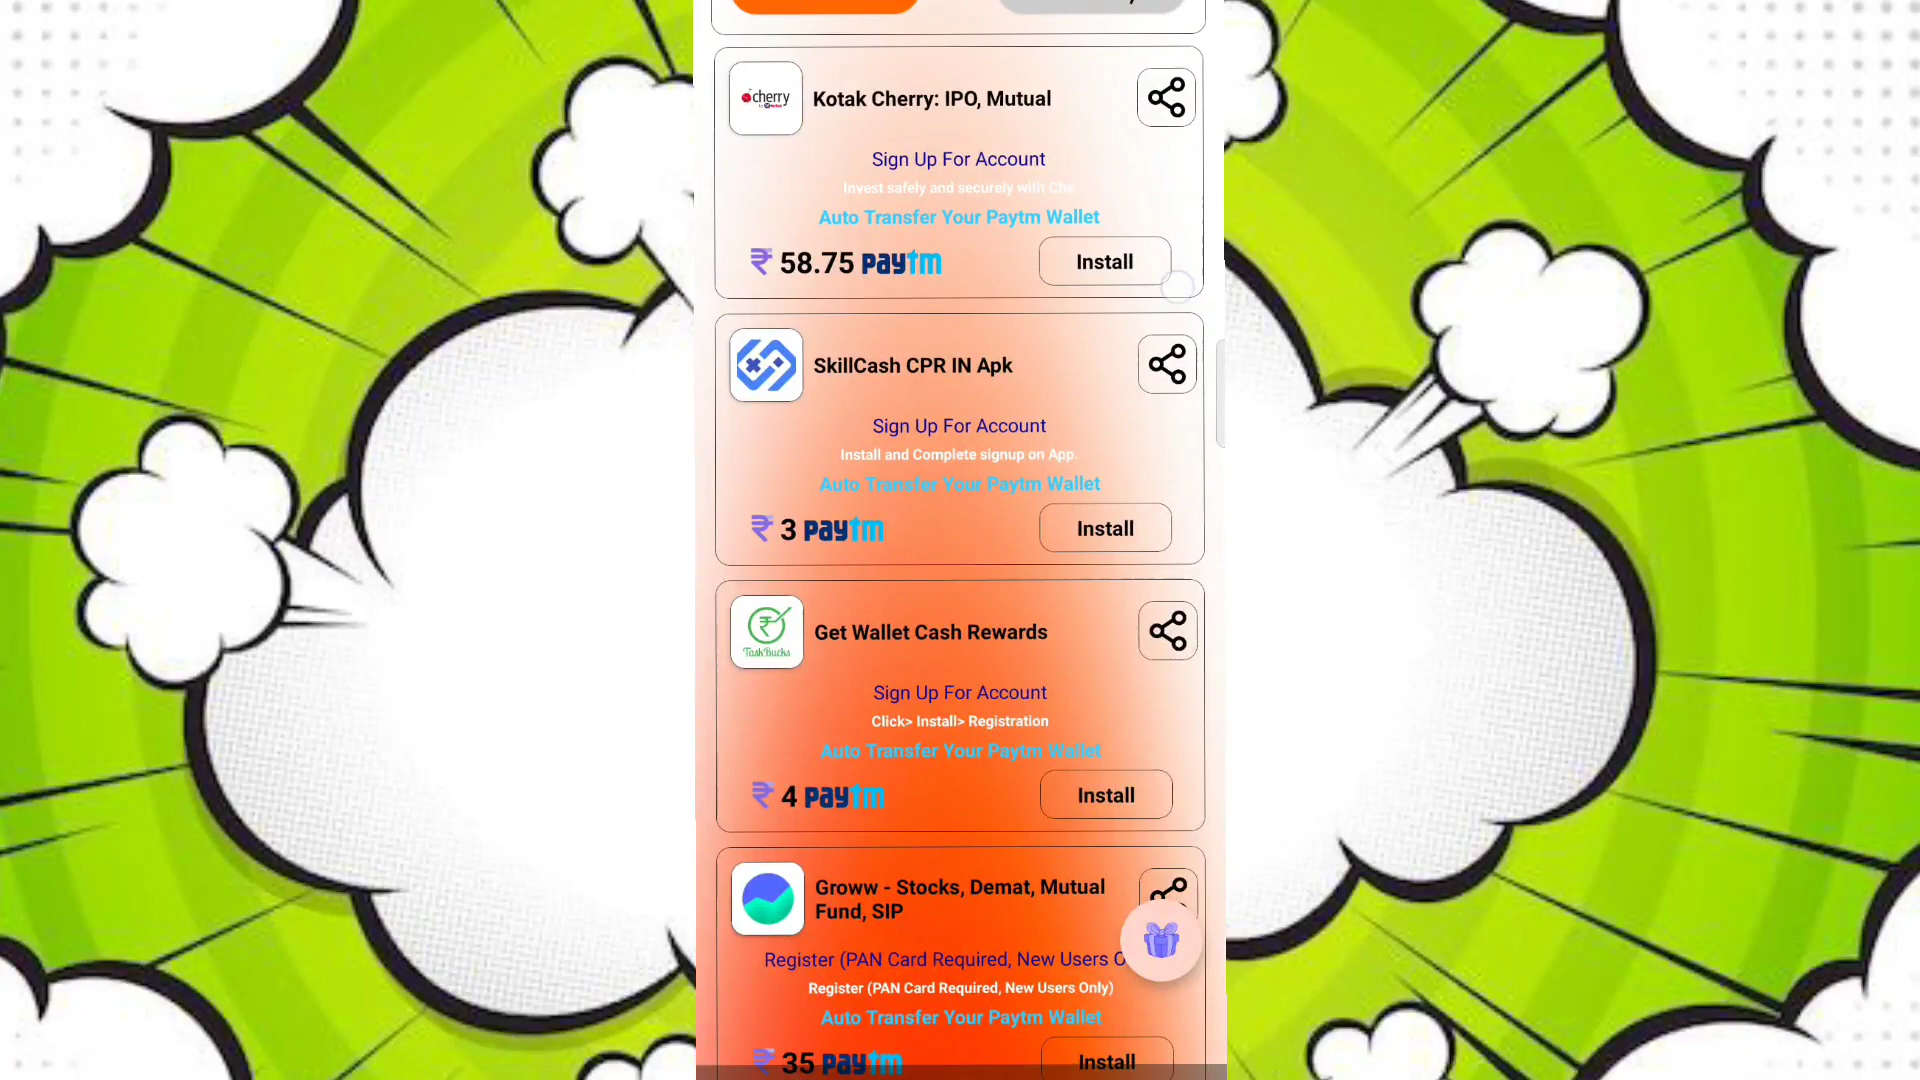 cherry
Kotak Cherry: IPO, Mutual
Sign Up For Account
Invest safely and securely with Che
Auto Transfer Your Paytm Wallet
₹ 58.75 paytm
Install
SkillCash CPR IN Apk
Sign Up For Account
Install and Complete signup on App.
Auto Transfer Your Paytm Wallet
₹ 3 paytm
Install
TaskBucks
Get Wallet Cash Rewards
Sign Up For Account
Click> Install> Registration
Auto Transfer Your Paytm Wallet
₹ 4 paytm
Install
Groww - Stocks, Demat, Mutual
Fund, SIP
Register (PAN Card Required, New Users O
Register (PAN Card Required, New Users Only)
Auto Transfer Your Paytm Wallet
₹ 35 paytm
Install